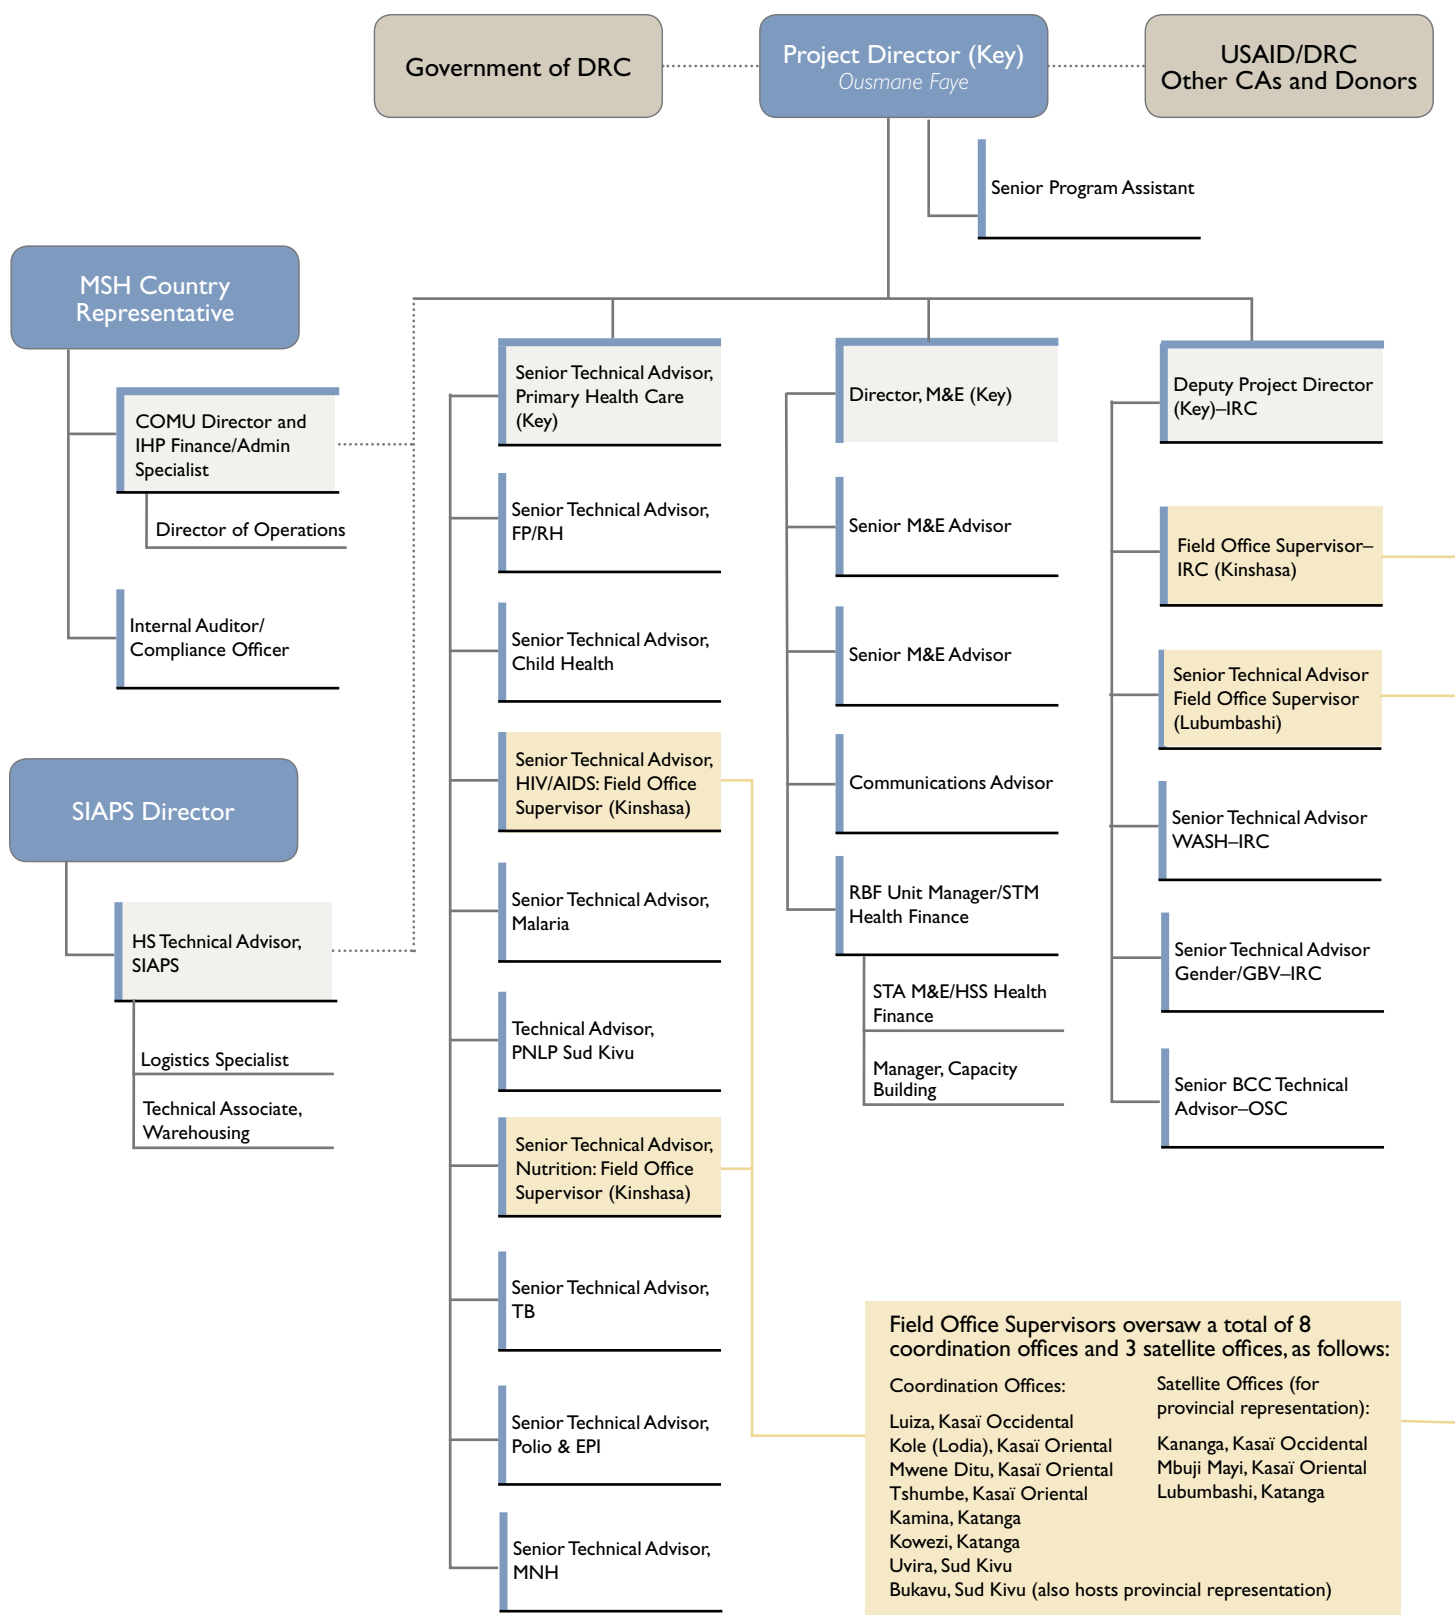 Government of DRC
Project Director (Key)
Ousmane Faye
USAID/DRC
Other CAs and Donors
Senior Program Assistant
MSH Country
Representative
COMU Director and
IHP Finance/Admin
Specialist
Director of Operations
Internal Auditor/
Compliance Officer
SIAPS Director
HS Technical Advisor,
SIAPS
Logistics Specialist
Technical Associate,
Warehousing
Senior Technical Advisor,
Primary Health Care
(Key)
Senior Technical Advisor,
FP/RH
Senior Technical Advisor,
Child Health
Senior Technical Advisor,
HIV/AIDS: Field Office
Supervisor (Kinshasa)
Senior Technical Advisor,
Malaria
Technical Advisor,
PNLP Sud Kivu
Senior Technical Advisor,
Nutrition: Field Office
Supervisor (Kinshasa)
Senior Technical Advisor,
TB
Senior Technical Advisor,
Polio & EPI
Senior Technical Advisor,
MNH
Director, M&E (Key)
Senior M&E Advisor
Senior M&E Advisor
Communications Advisor
RBF Unit Manager/STM
Health Finance
STA M&E/HSS Health
Finance
Manager, Capacity
Building
Deputy Project Director
(Key)–IRC
Field Office Supervisor–
IRC (Kinshasa)
Senior Technical Advisor
Field Office Supervisor
(Lubumbashi)
Senior Technical Advisor
WASH–IRC
Senior Technical Advisor
Gender/GBV–IRC
Senior BCC Technical
Advisor–OSC
Field Office Supervisors oversaw a total of 8
coordination offices and 3 satellite offices, as follows:
Coordination Offices:
Luiza, Kasaï Occidental
Kole (Lodia), Kasaï Oriental
Mwene Ditu, Kasaï Oriental
Tshumbe, Kasaï Oriental
Kamina, Katanga
Kowezi, Katanga
Uvira, Sud Kivu
Bukavu, Sud Kivu (also hosts provincial representation)
Satellite Offices (for
provincial representation):
Kananga, Kasaï Occidental
Mbuji Mayi, Kasaï Oriental
Lubumbashi, Katanga